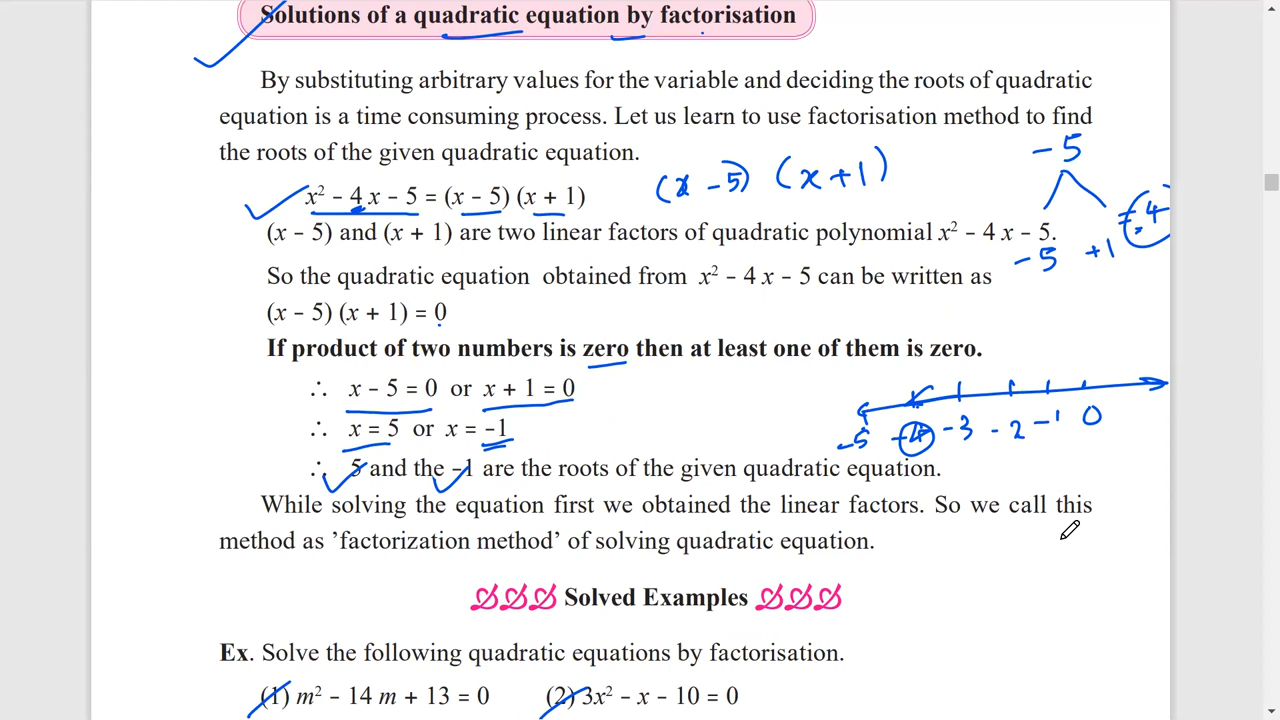 Solutions of a quadratic equation by factorisation
By substituting arbitrary values for the variable and deciding the roots of quadratic
equation is a time consuming process. Let us learn to use factorisation method to find
the roots of the given quadratic equation.
-5
x² - 4 x - 5 = (x - 5) (x + 1)
(x -5) (x+1)
=-4
(x - 5) and (x + 1) are two linear factors of quadratic polynomial x² - 4 x - 5.
-5 +1
So the quadratic equation obtained from x² - 4 x - 5 can be written as
(x - 5) (x + 1) = 0
If product of two numbers is zero then at least one of them is zero.
∴ x - 5 = 0 or x + 1 = 0
∴ x = 5 or x = -1
-5 -4 -3 -2 -1 0
∴ 5 and the -1 are the roots of the given quadratic equation.
While solving the equation first we obtained the linear factors. So we call this
method as ’factorization method’ of solving quadratic equation.
Solved Examples
Ex. Solve the following quadratic equations by factorisation.
(1) m² - 14 m + 13 = 0 (2) 3x² - x - 10 = 0